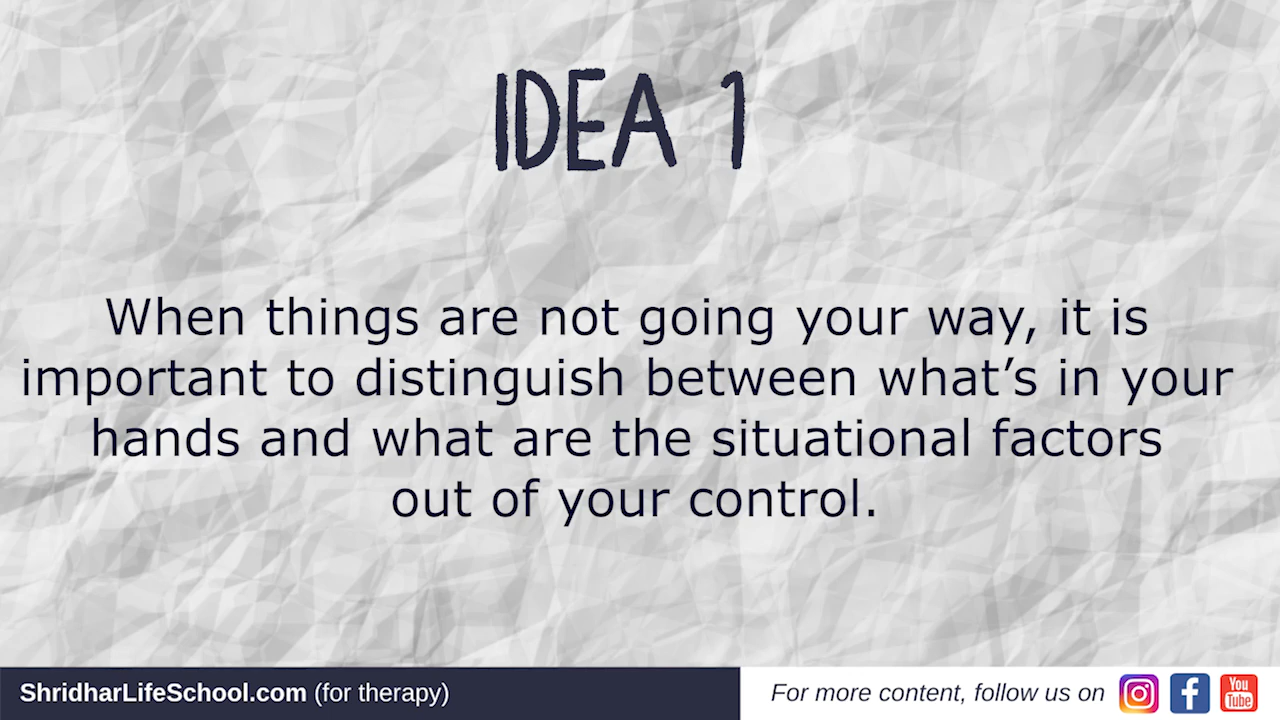 IDEA 1
When things are not going your way, it is
important to distinguish between what’s in your
hands and what are the situational factors
out of your control.
ShridharLifeSchool.com (for therapy)
For more content, follow us on
You
Tube